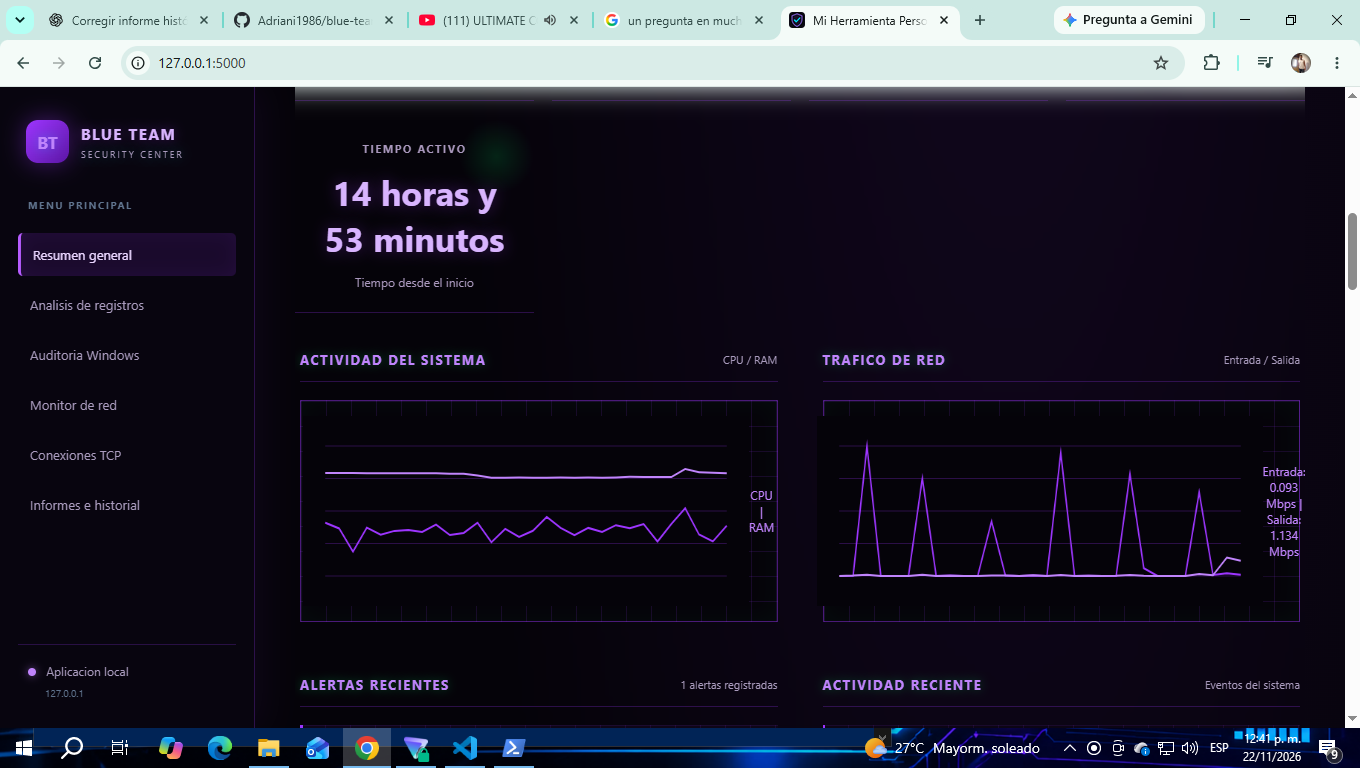 Corregir informe histó
Adriani1986/blue-tea
(111) ULTIMATE C
un pregunta en much
Mi Herramienta Perso
Pregunta a Gemini
127.0.0.1:5000
BT
BLUE TEAM
SECURITY CENTER
MENU PRINCIPAL
Resumen general
Analisis de registros
Auditoria Windows
Monitor de red
Conexiones TCP
Informes e historial
Aplicacion local
127.0.0.1
TIEMPO ACTIVO
14 horas y
53 minutos
Tiempo desde el inicio
ACTIVIDAD DEL SISTEMA
CPU / RAM
CPU
|
RAM
TRAFICO DE RED
Entrada / Salida
Entrada:
0.093
Mbps |
Salida:
1.134
Mbps
ALERTAS RECIENTES
1 alertas registradas
ACTIVIDAD RECIENTE
Eventos del sistema
27°C Mayorm. soleado
ESP
12:41 p. m.
22/11/2026
9